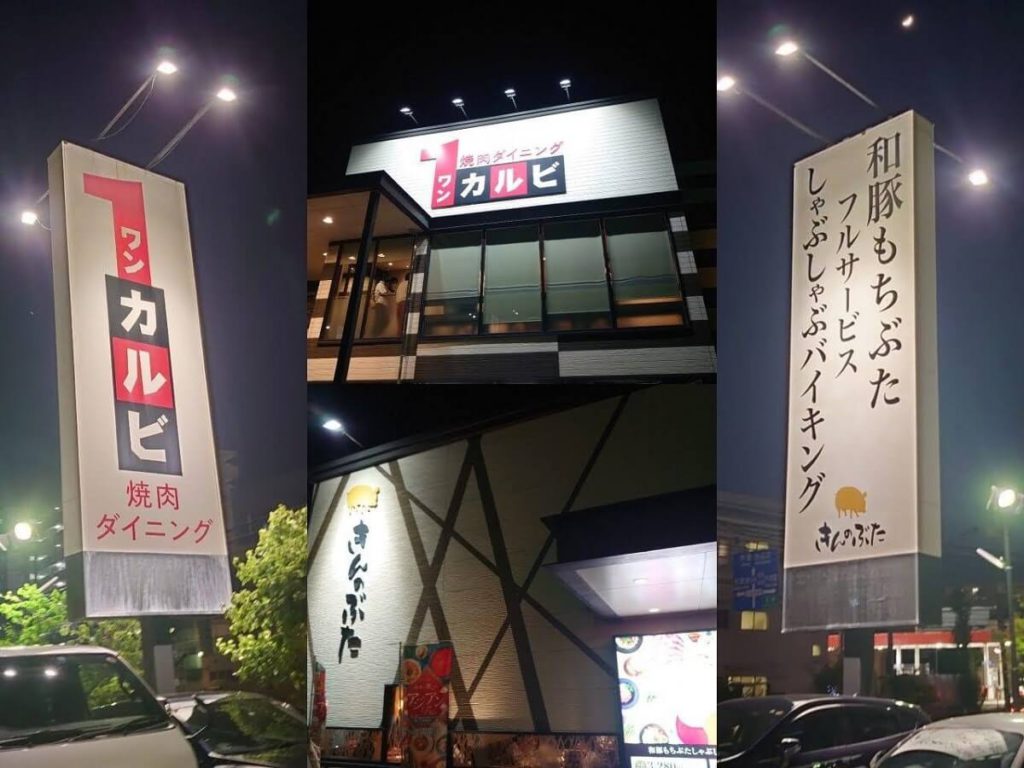 1
ワン
カルビ
焼肉
ダイニング
焼肉ダイニング
1
ワン
カルビ
きんのぶた
和豚もちぶたしゃぶし
3,280
和豚もちぶた
フルサービス
しゃぶしゃぶバイキング
きんのぶた